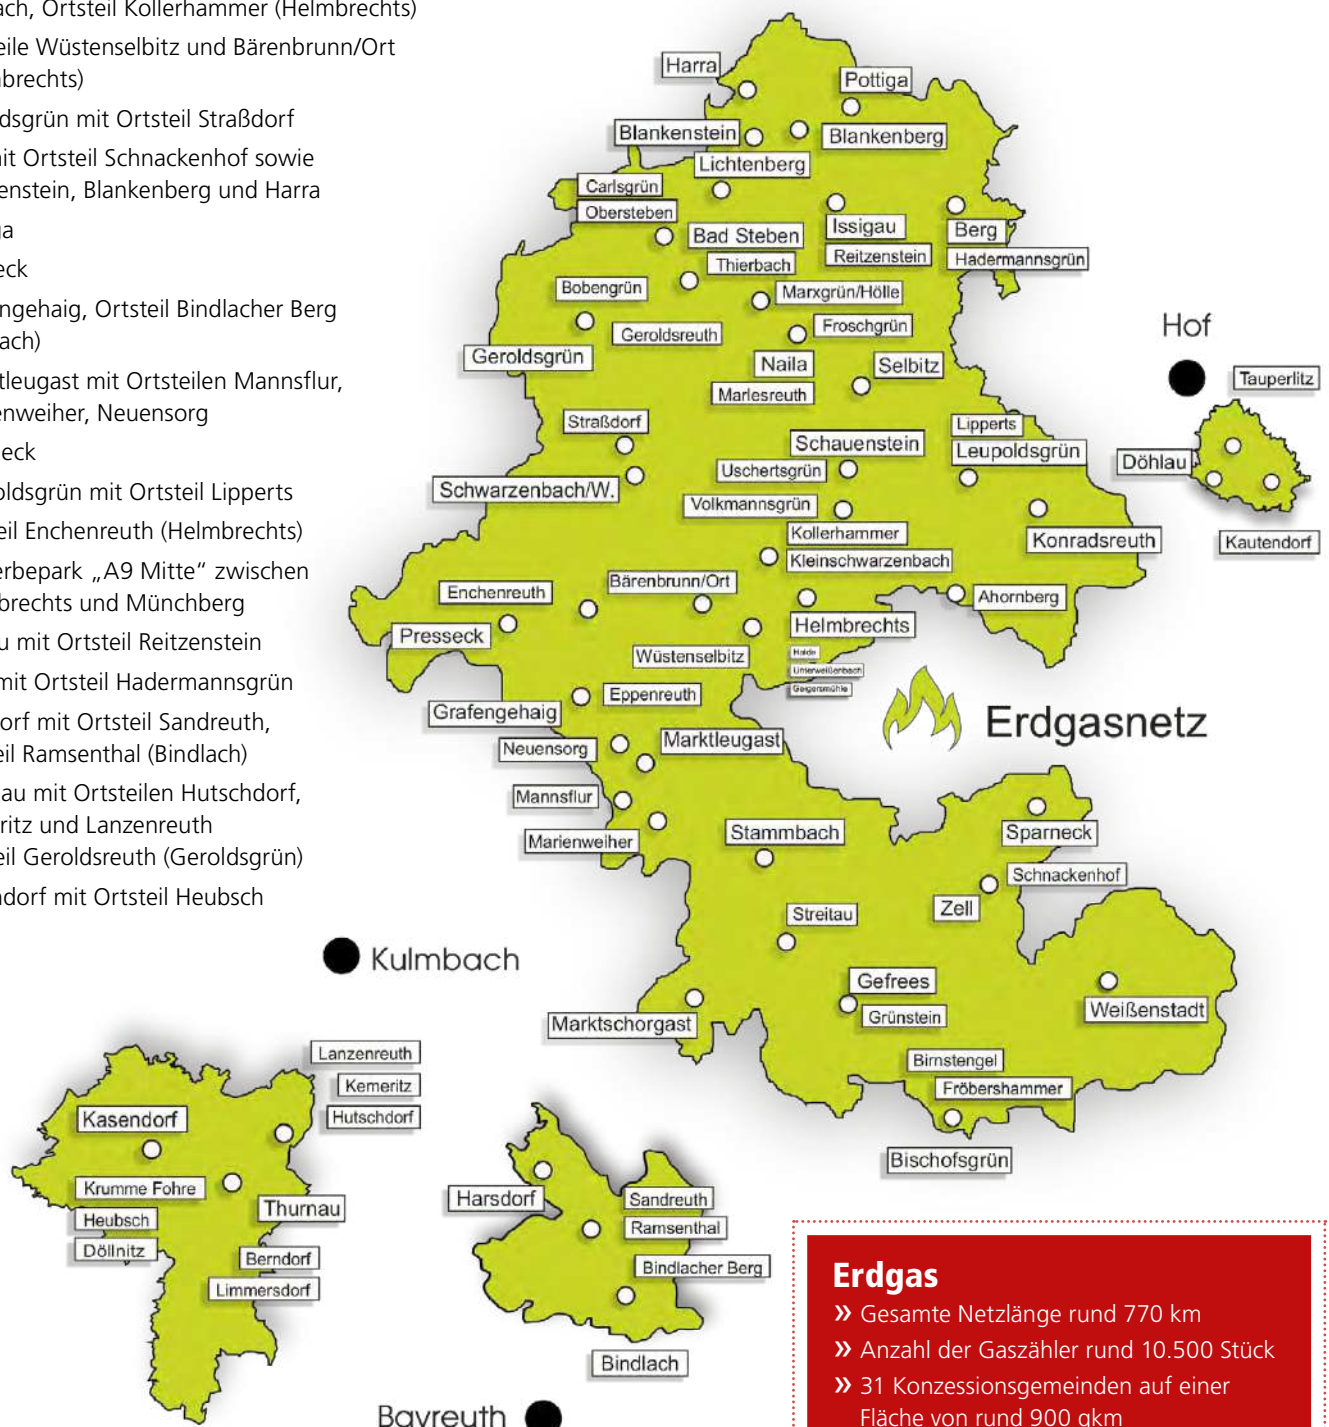 ach, Ortsteil Kollerhammer (Helmbrechts)
eile Wüstenselbitz und Bärenbrunn/Ort
nbrechts)
dsgrün mit Ortsteil Straßdorf
it Ortsteil Schnackenhof sowie
enstein, Blankenberg und Harra
ga
eck
ngehaig, Ortsteil Bindlacher Berg
ach)
tleugast mit Ortsteilen Mannsflur,
enweiher, Neuensorg
eck
oldsgrün mit Ortsteil Lipperts
eil Enchenreuth (Helmbrechts)
erbepark „A9 Mitte“ zwischen
brechts und Münchberg
u mit Ortsteil Reitzenstein
mit Ortsteil Hadermannsgrün
orf mit Ortsteil Sandreuth,
eil Ramsenthal (Bindlach)
au mit Ortsteilen Hutschdorf,
ritz und Lanzenreuth
eil Geroldsreuth (Geroldsgrün)
ndorf mit Ortsteil Heubsch
Harra
Pottiga
Blankenstein
Blankenberg
Lichtenberg
Carlsgrün
Obersteben
Bad Steben
Issigau
Reitzenstein
Berg
Hadermannsgrün
Thierbach
Bobengrün
Marxgrün/Hölle
Geroldsreuth
Froschgrün
Geroldsgrün
Naila
Marlesreuth
Selbitz
Hof
Tauperlitz
Döhlau
Kautendorf
Straßdorf
Schauenstein
Lipperts
Leupoldsgrün
Uschertsgrün
Schwarzenbach/W.
Volkmannsgrün
Kollerhammer
Kleinschwarzenbach
Konradsreuth
Bärenbrunn/Ort
Enchenreuth
Ahornberg
Presseck
Helmbrechts
Haide
Unterweißenbach
Geigersmühle
Wüstenselbitz
Eppenreuth
Grafengehaig
Erdgasnetz
Neuensorg
Marktleugast
Mannsflur
Marienweiher
Stammbach
Sparneck
Schnackenhof
Zell
Streitau
Gefrees
Grünstein
Weißenstadt
Kulmbach
Marktschorgast
Birnstengel
Fröbershammer
Bischofsgrün
Lanzenreuth
Kemeritz
Hutschdorf
Kasendorf
Krumme Fohre
Heubsch
Döllnitz
Thurnau
Berndorf
Limmersdorf
Harsdorf
Sandreuth
Ramsenthal
Bindlacher Berg
Bindlach
Bayreuth
Erdgas
» Gesamte Netzlänge rund 770 km
» Anzahl der Gaszähler rund 10.500 Stück
» 31 Konzessionsgemeinden auf einer
Fläche von rund 900 qkm